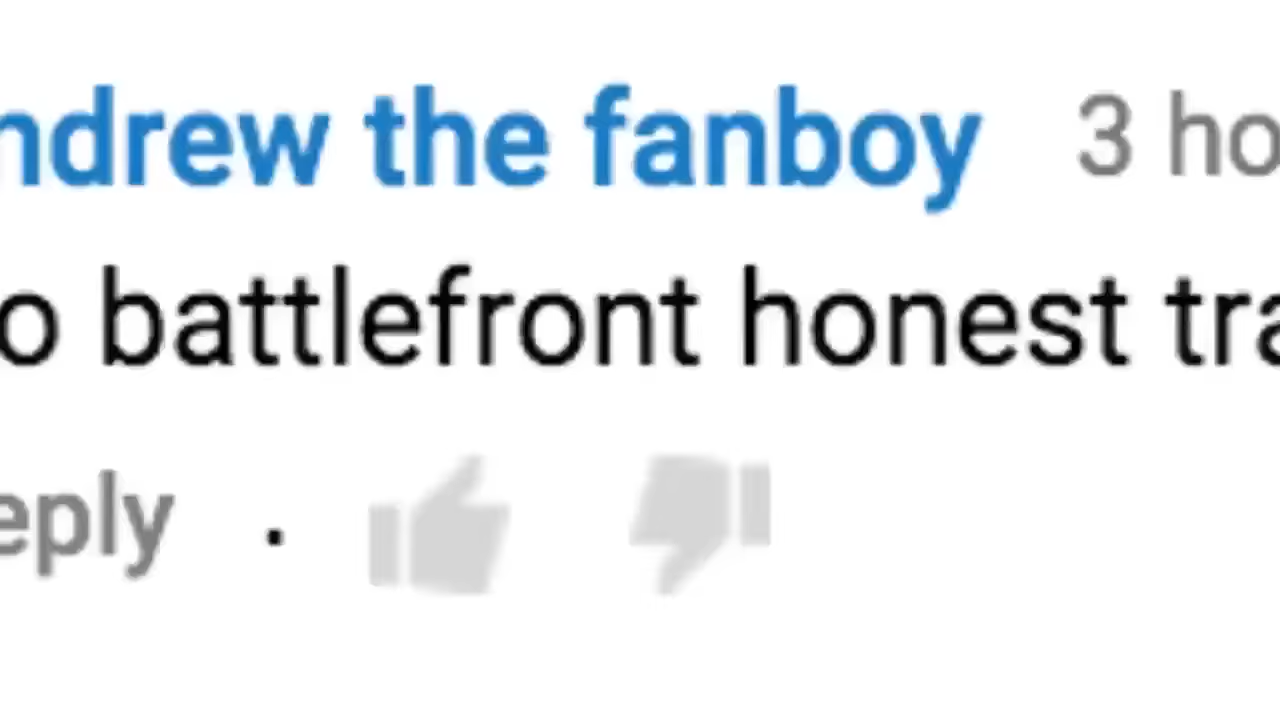 ndrew the fanboy 3 ho
o battlefront honest tra
eply ·